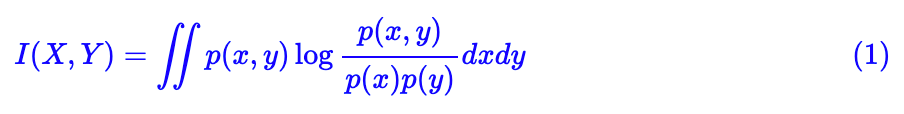 I(X, Y) = ∬ p(x, y) log p(x, y) / p(x)p(y) dxdy (1)